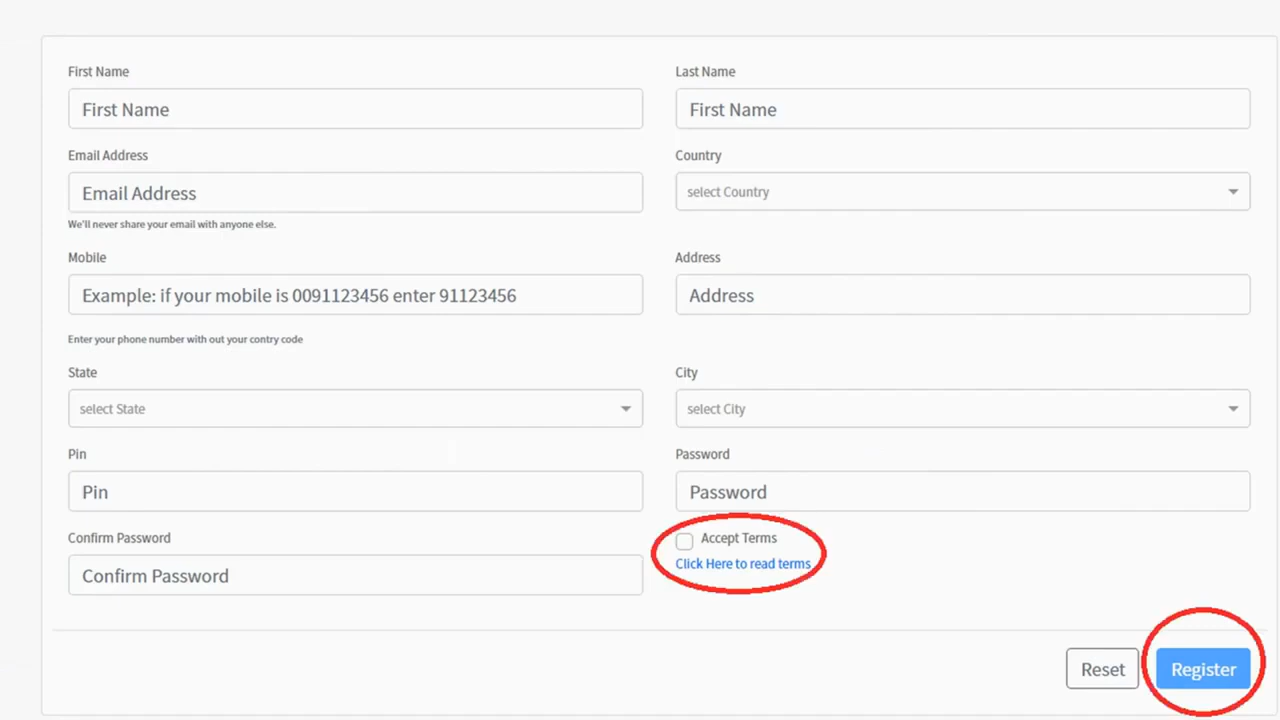 First Name
Last Name
First Name
First Name
Email Address
Country
Email Address
select Country
We'll never share your email with anyone else.
Mobile
Address
Example: if your mobile is 0091123456 enter 91123456
Address
Enter your phone number with out your contry code
State
City
select State
select City
Pin
Password
Pin
Password
Confirm Password
Accept Terms
Click Here to read terms
Confirm Password
Reset
Register